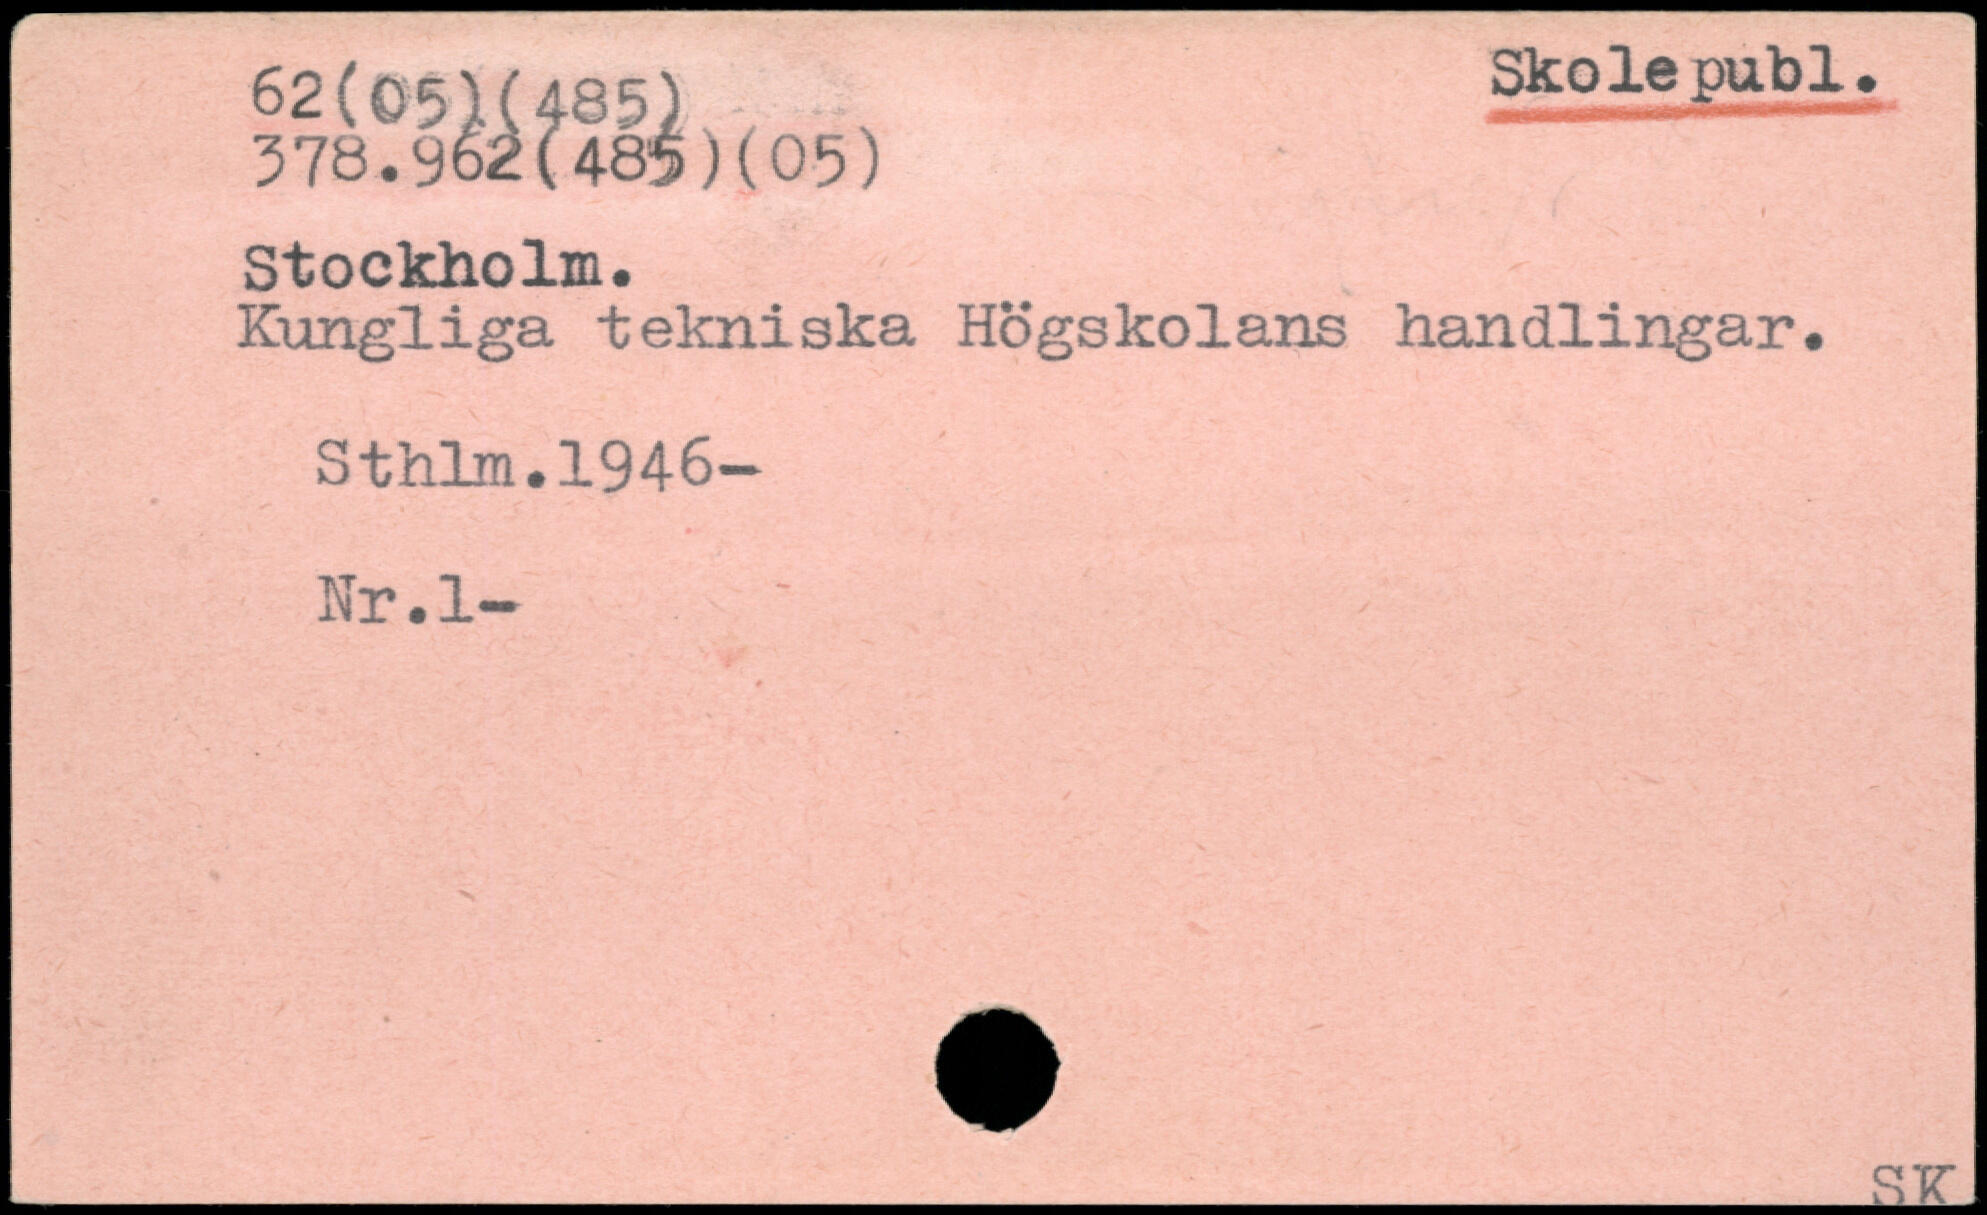 62(05)(485)
Skolepubl.
378.962(485)(05)
Stockholm.
Kungliga tekniska Högskolans handlingar.
Sthlm.1946-
Nr.1-
SK